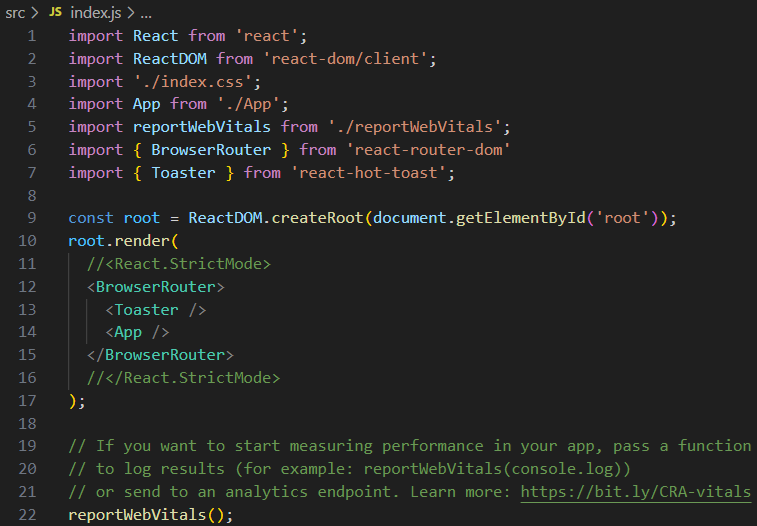 src > JS index.js > ...
1 import React from 'react';
2 import ReactDOM from 'react-dom/client';
3 import './index.css';
4 import App from './App';
5 import reportWebVitals from './reportWebVitals';
6 import { BrowserRouter } from 'react-router-dom'
7 import { Toaster } from 'react-hot-toast';
8
9 const root = ReactDOM.createRoot(document.getElementById('root'));
10 root.render(
11   //<React.StrictMode>
12   <BrowserRouter>
13     <Toaster />
14     <App />
15   </BrowserRouter>
16   //</React.StrictMode>
17 );
18
19 // If you want to start measuring performance in your app, pass a function
20 // to log results (for example: reportWebVitals(console.log))
21 // or send to an analytics endpoint. Learn more: https://bit.ly/CRA-vitals
22 reportWebVitals();